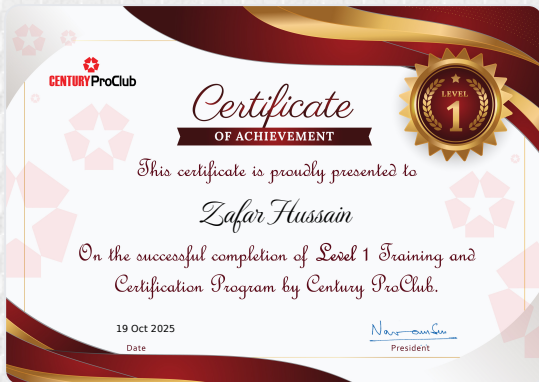 CENTURY ProClub
Certificate
OF ACHIEVEMENT
LEVEL
1
This certificate is proudly presented to
Zafar Hussain
On the successful completion of Level 1 Training and
Certification Program by Century ProClub.
19 Oct 2025
Date
President